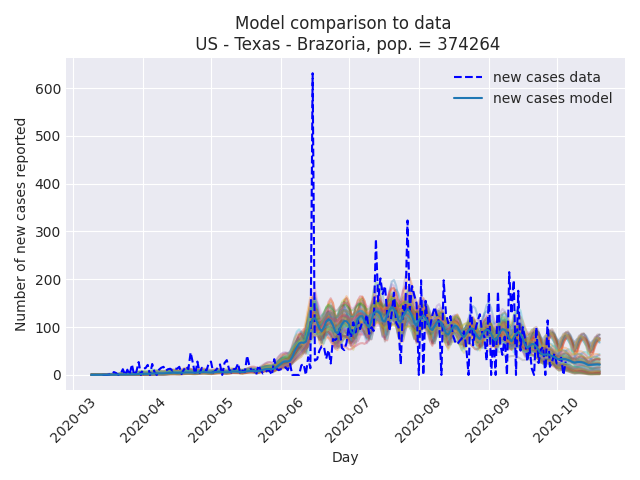 Model comparison to data
US - Texas - Brazoria, pop. = 374264
new cases data
new cases model
Number of new cases reported
600
500
400
300
200
100
0
2020-03
2020-04
2020-05
2020-06
2020-07
2020-08
2020-09
2020-10
Day